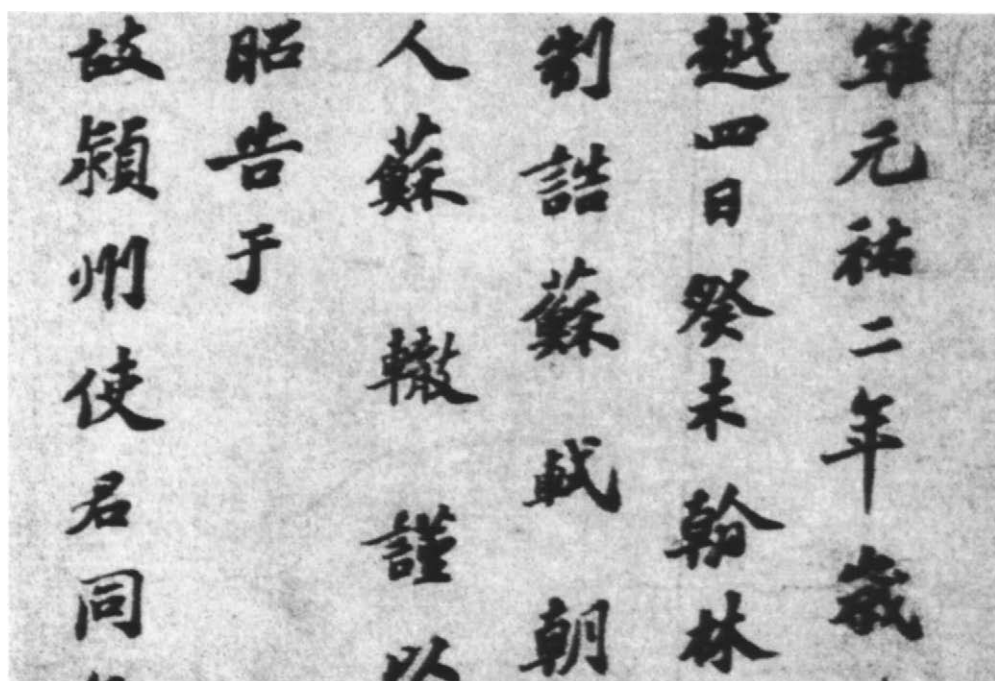 維元祐二年歲
越四日癸未翰林
制誥蘇軾朝
人蘇轍謹以
昭告于
故潁州使君同